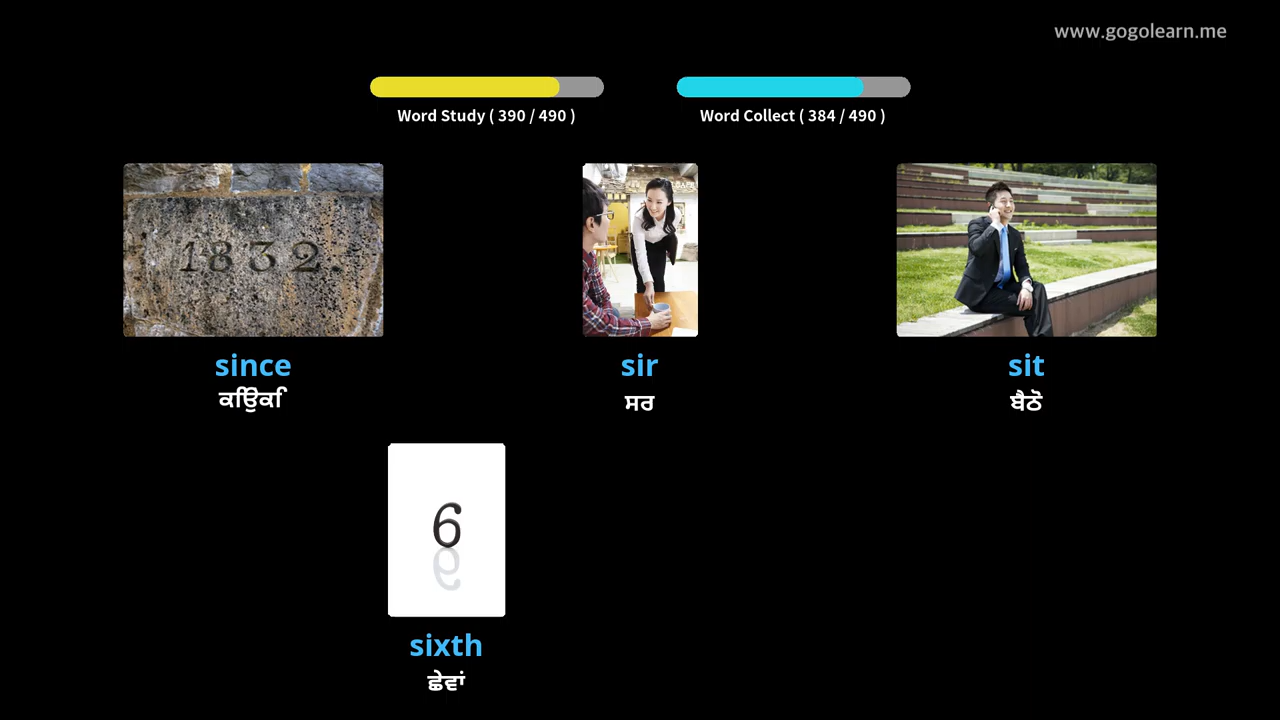 www.gogolearn.me
Word Study ( 390 / 490 )
Word Collect ( 384 / 490 )
1832.
since
ਕਉਿਂਕਿ
sir
ਸਰ
sit
ਬੈਠੋ
6
sixth
ਛੇਵਾਂ